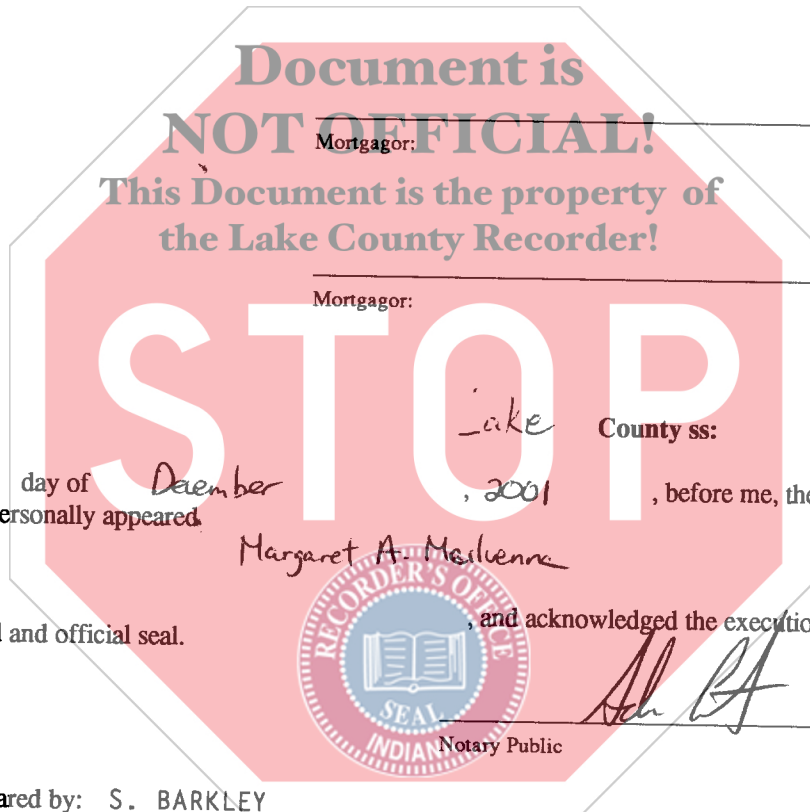 Document is
NOT OFFICIAL!
Mortgagor:
This Document is the property of
the Lake County Recorder!
Mortgagor:
STOP
Lake County ss:
day of December , 2001 , before me, the
ersonally appeared
Margaret A.
, and acknowledged the executio
and official seal.
RECORDER'S OFFICE
SEAL
INDIANA
Notary Public
ared by: S. BARKLEY